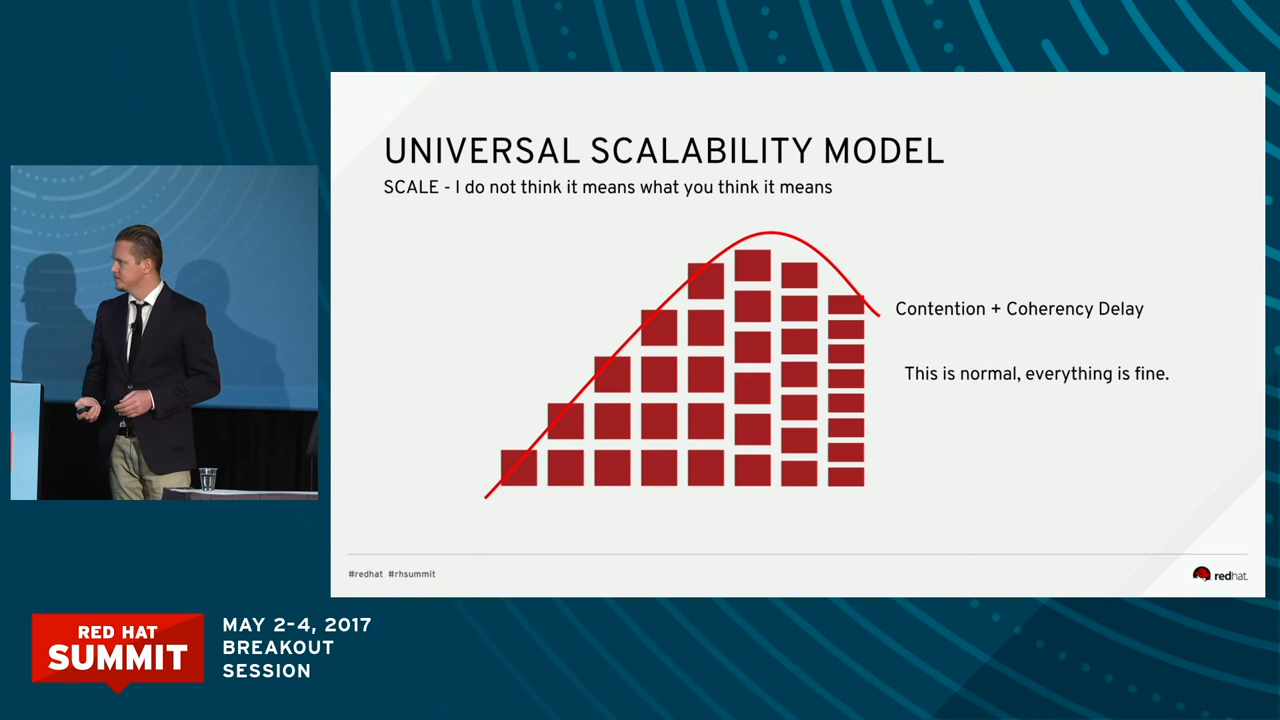 UNIVERSAL SCALABILITY MODEL
SCALE - I do not think it means what you think it means
Contention + Coherency Delay
This is normal, everything is fine.
#redhat #rhsummit
redhat.
RED HAT
SUMMIT
MAY 2-4, 2017
BREAKOUT
SESSION